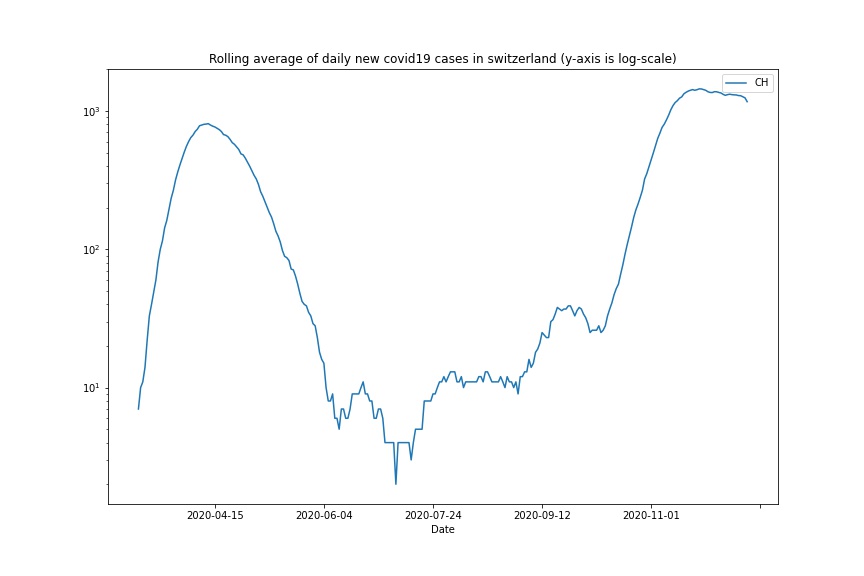 Rolling average of daily new covid19 cases in switzerland (y-axis is log-scale)
CH
10³
10²
10¹
2020-04-15 2020-06-04 2020-07-24 2020-09-12 2020-11-01
Date